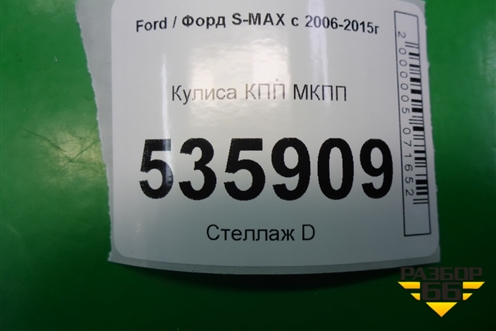 Ford / Форд S-MAX с 2006-2015г
Кулиса КПП МКПП
535909
Стеллаж D
2000005071652
РАЗБОР
66